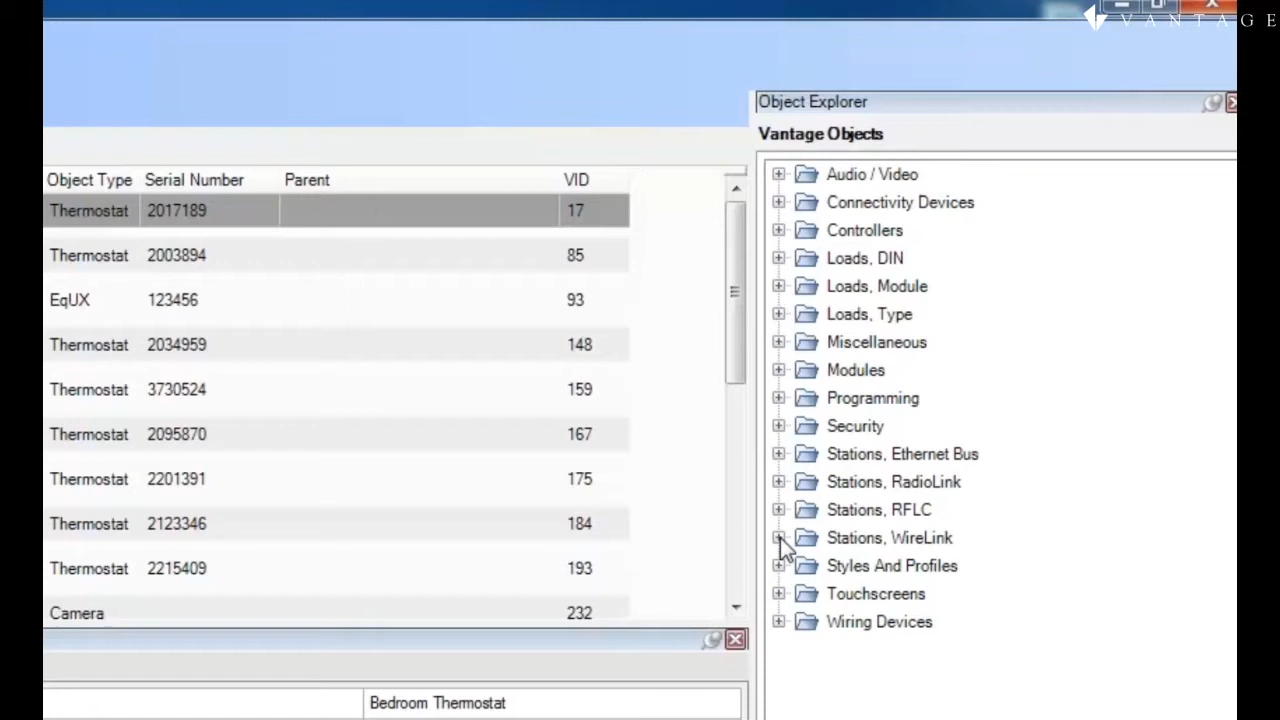 VANTAGE
Object Explorer
Vantage Objects
Object Type Serial Number Parent VID
Thermostat 2017189 17
Thermostat 2003894 85
EqUX 123456 93
Thermostat 2034959 148
Thermostat 3730524 159
Thermostat 2095870 167
Thermostat 2201391 175
Thermostat 2123346 184
Thermostat 2215409 193
Camera 232
Bedroom Thermostat
Audio / Video
Connectivity Devices
Controllers
Loads, DIN
Loads, Module
Loads, Type
Miscellaneous
Modules
Programming
Security
Stations, Ethernet Bus
Stations, RadioLink
Stations, RFLC
Stations, WireLink
Styles And Profiles
Touchscreens
Wiring Devices